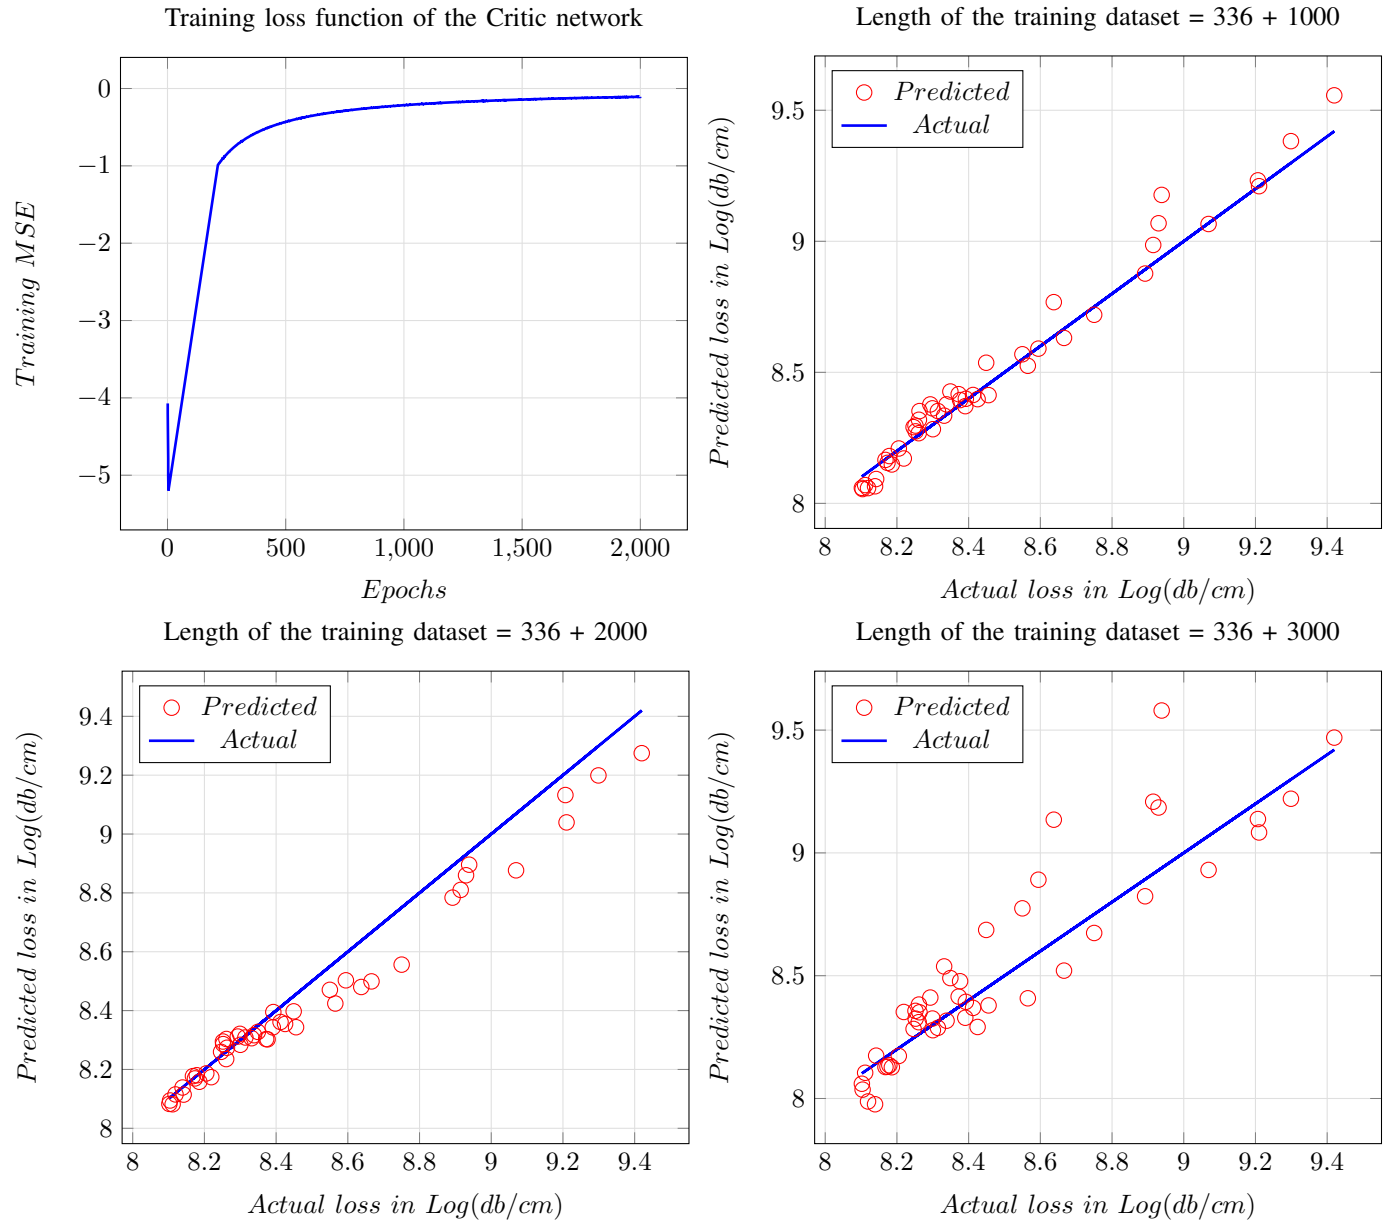 Training loss function of the Critic network
0
−1
−2
−3
−4
−5
Training MSE
0 500 1,000 1,500 2,000
Epochs
Length of the training dataset = 336 + 1000
Predicted
Actual
9.5
9
8.5
8
Predicted loss in Log(db/cm)
8 8.2 8.4 8.6 8.8 9 9.2 9.4
Actual loss in Log(db/cm)
Length of the training dataset = 336 + 2000
Predicted
Actual
9.4
9.2
9
8.8
8.6
8.4
8.2
8
Predicted loss in Log(db/cm)
8 8.2 8.4 8.6 8.8 9 9.2 9.4
Actual loss in Log(db/cm)
Length of the training dataset = 336 + 3000
Predicted
Actual
9.5
9
8.5
8
Predicted loss in Log(db/cm)
8 8.2 8.4 8.6 8.8 9 9.2 9.4
Actual loss in Log(db/cm)